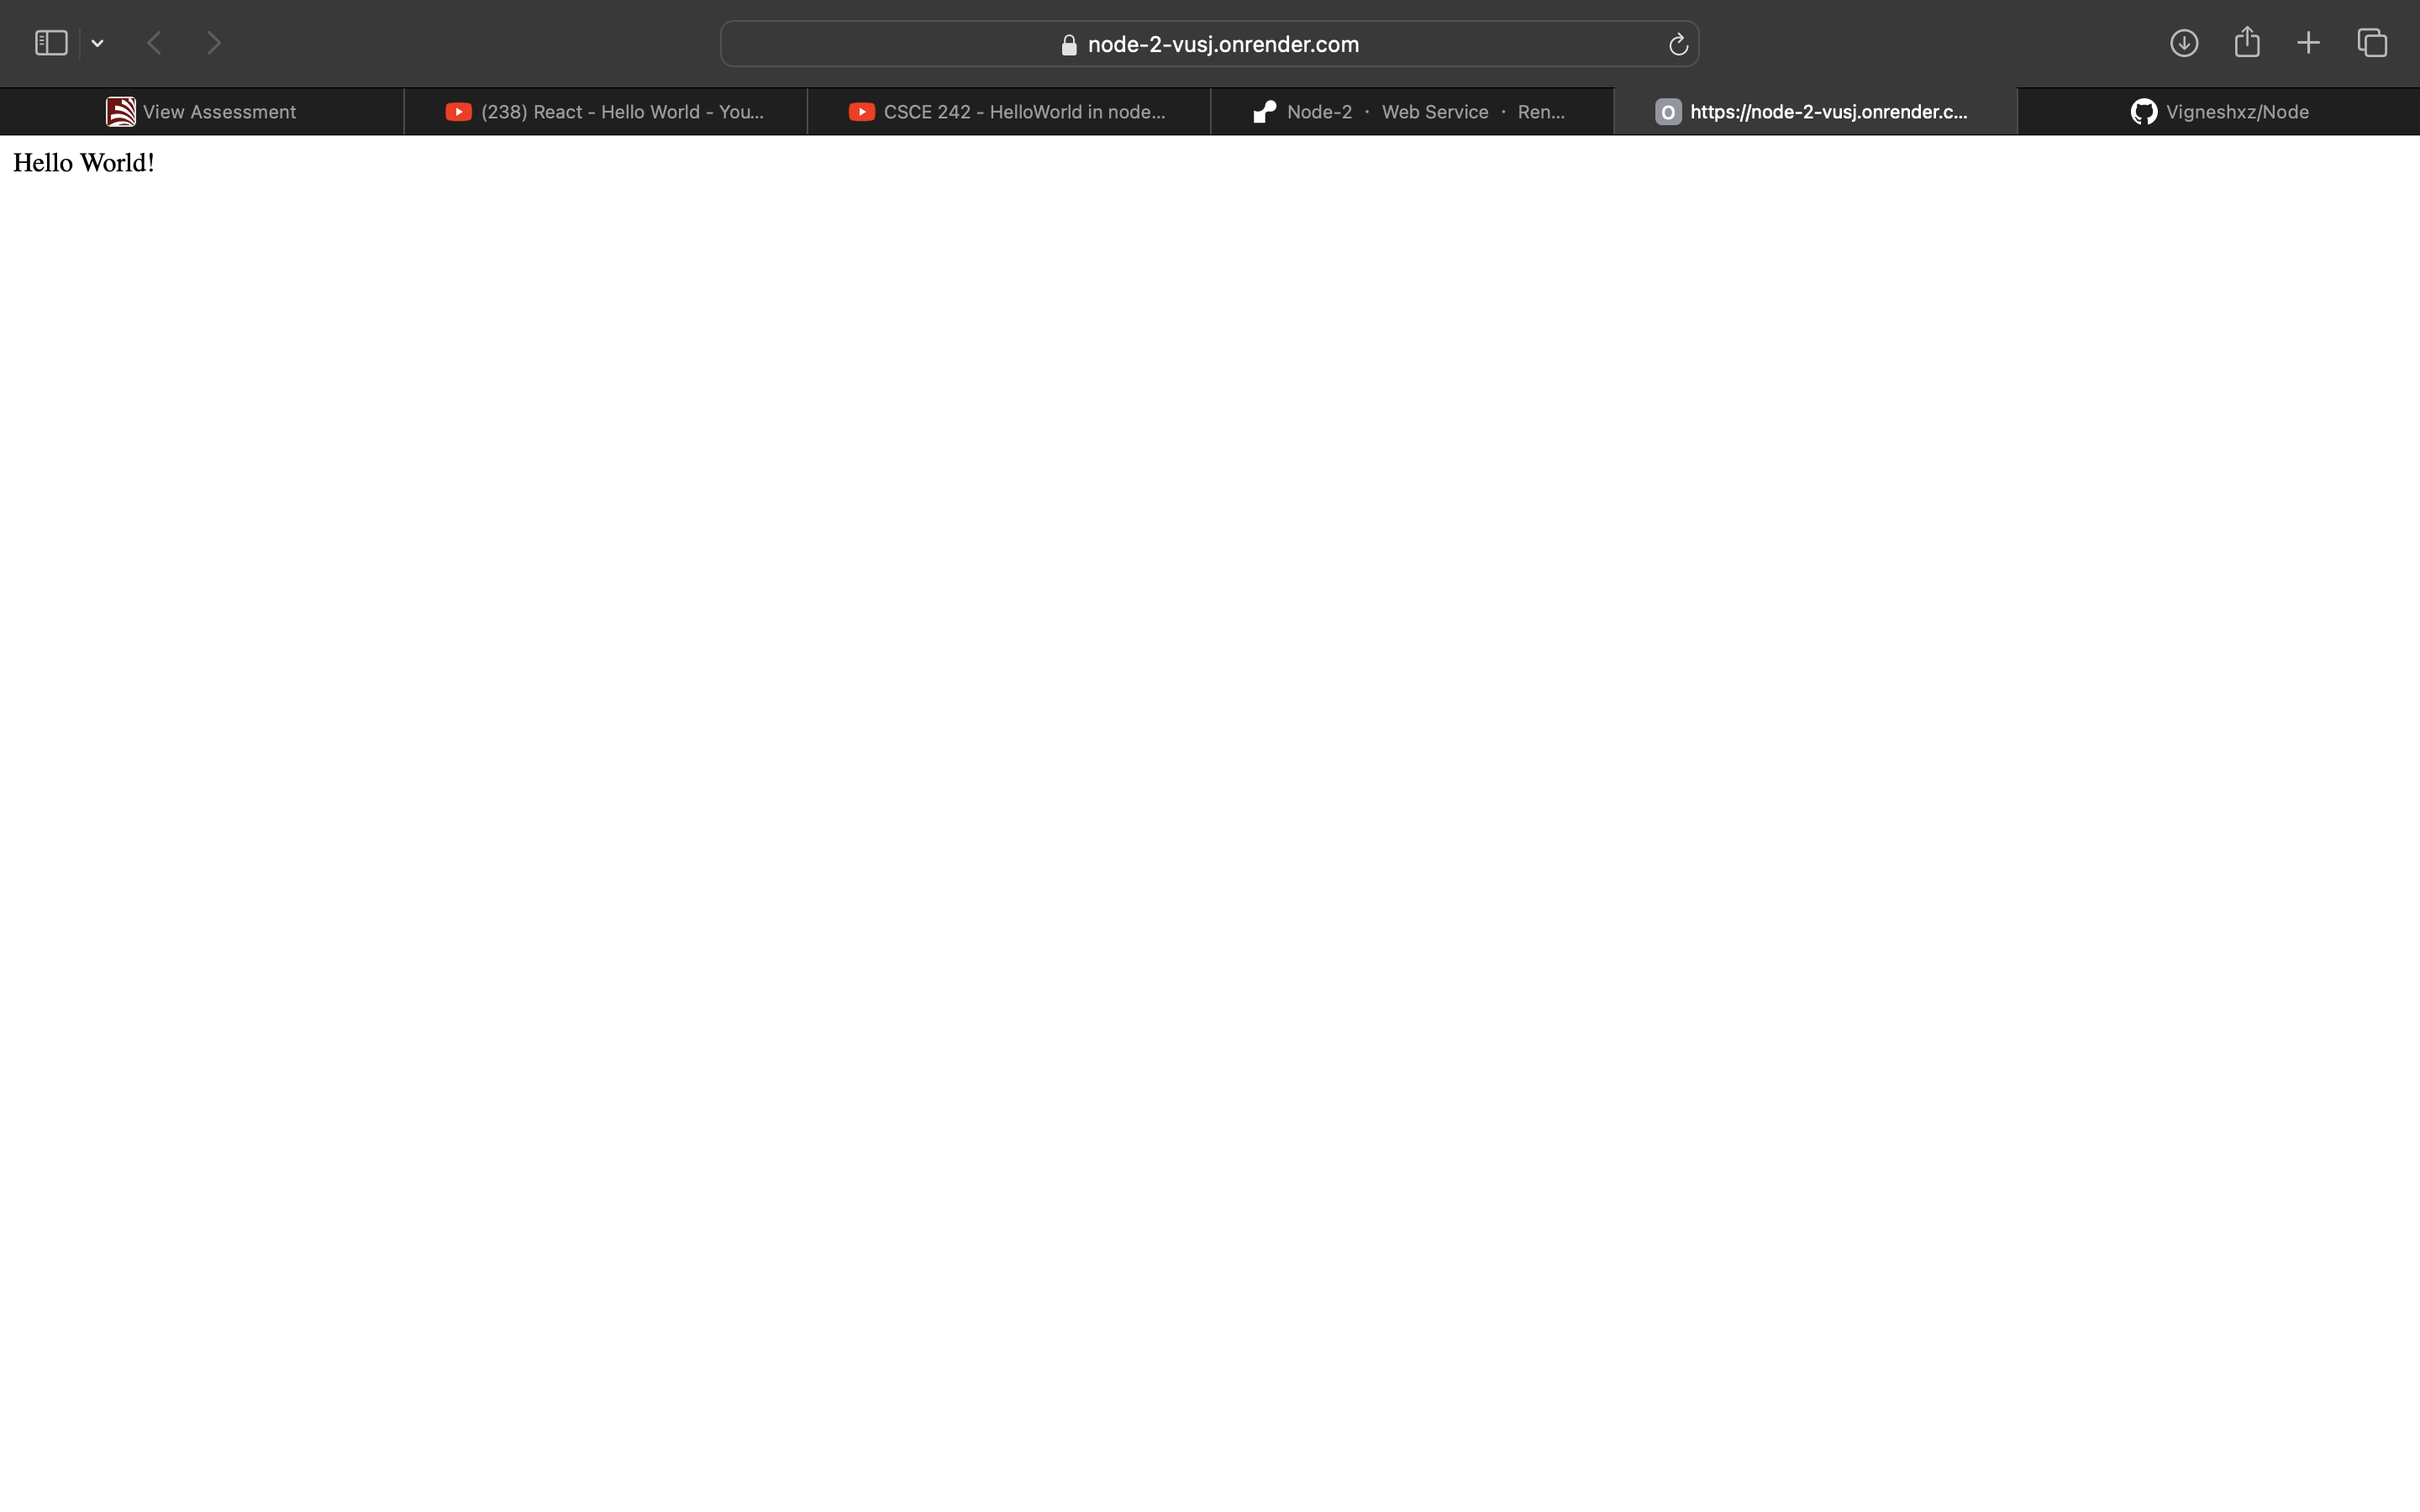 node-2-vusj.onrender.com
View Assessment
(238) React - Hello World - You...
CSCE 242 - HelloWorld in node...
Node-2 · Web Service · Ren...
O https://node-2-vusj.onrender.c...
Vigneshxz/Node
Hello World!